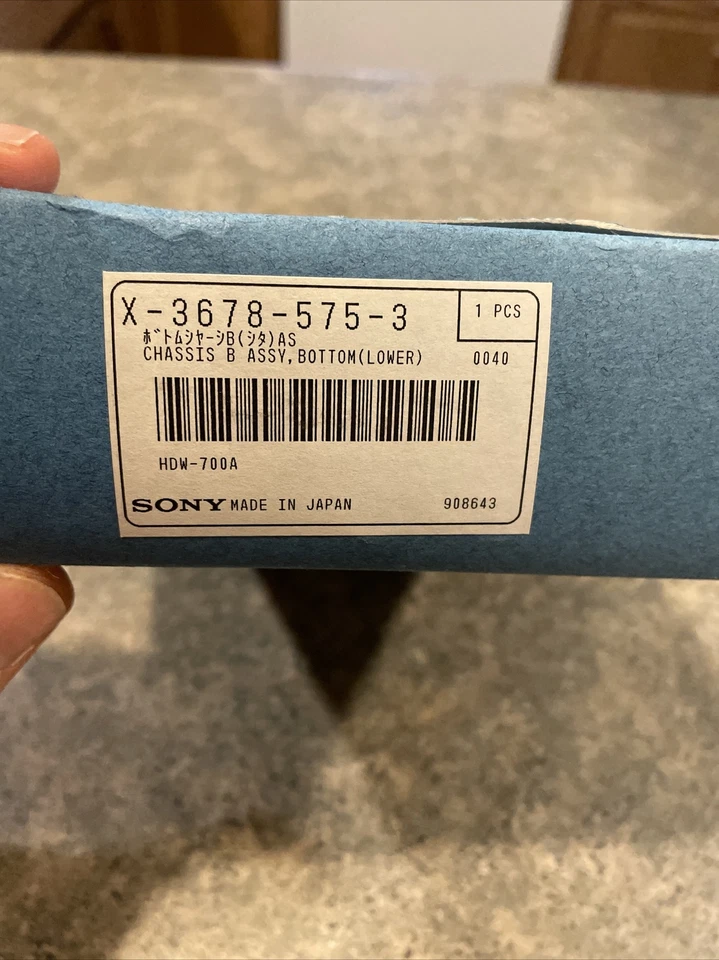 X-3678-575-3
1 PCS
ボトムシャーシB(シタ)AS
CHASSIS B ASSY,BOTTOM(LOWER)
0040
HDW-700A
SONY MADE IN JAPAN
908643